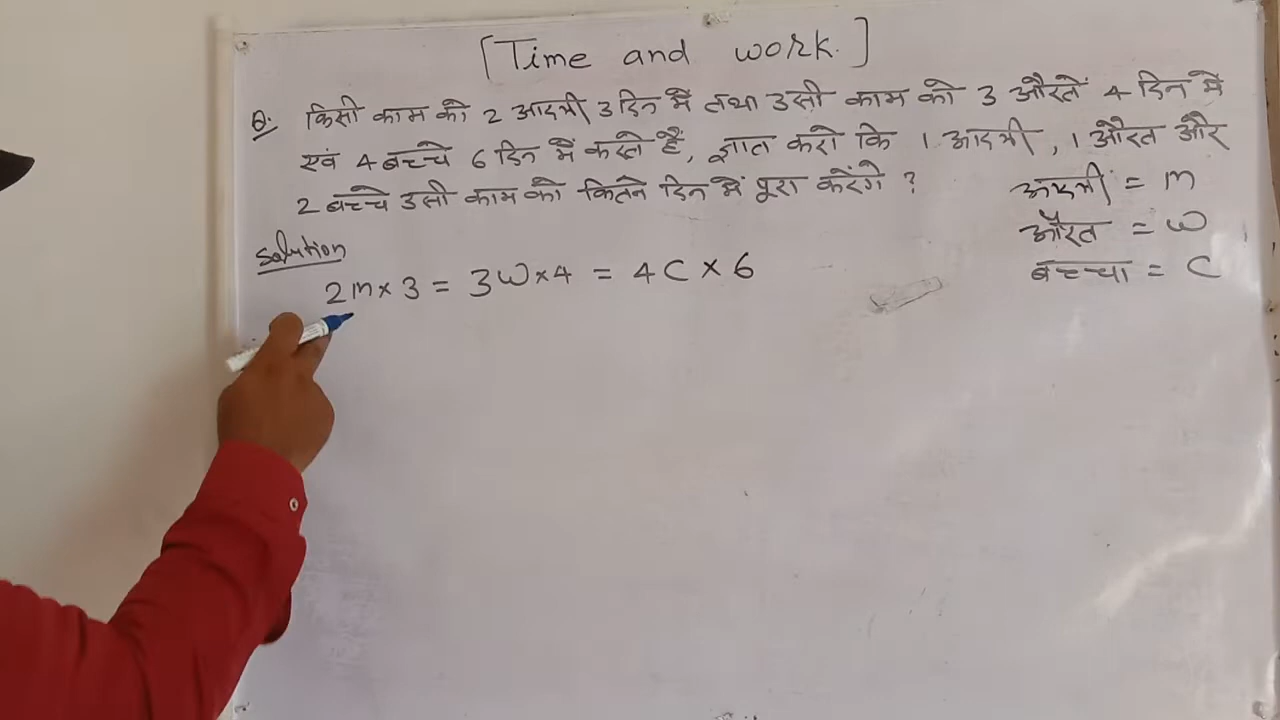 [Time and work.]
Q. किसी काम को 2 आदमी 3 दिन में तथा उसी काम को 3 औरतें 4 दिन में
एवं 4 बच्चे 6 दिन में करते हैं, ज्ञात करो कि 1 आदमी, 1 औरत और
2 बच्चे उसी काम को कितने दिन में पूरा करेंगे ?
आदमी = m
औरत = w
बच्चा = C
Solution
2m×3 = 3w×4 = 4C×6